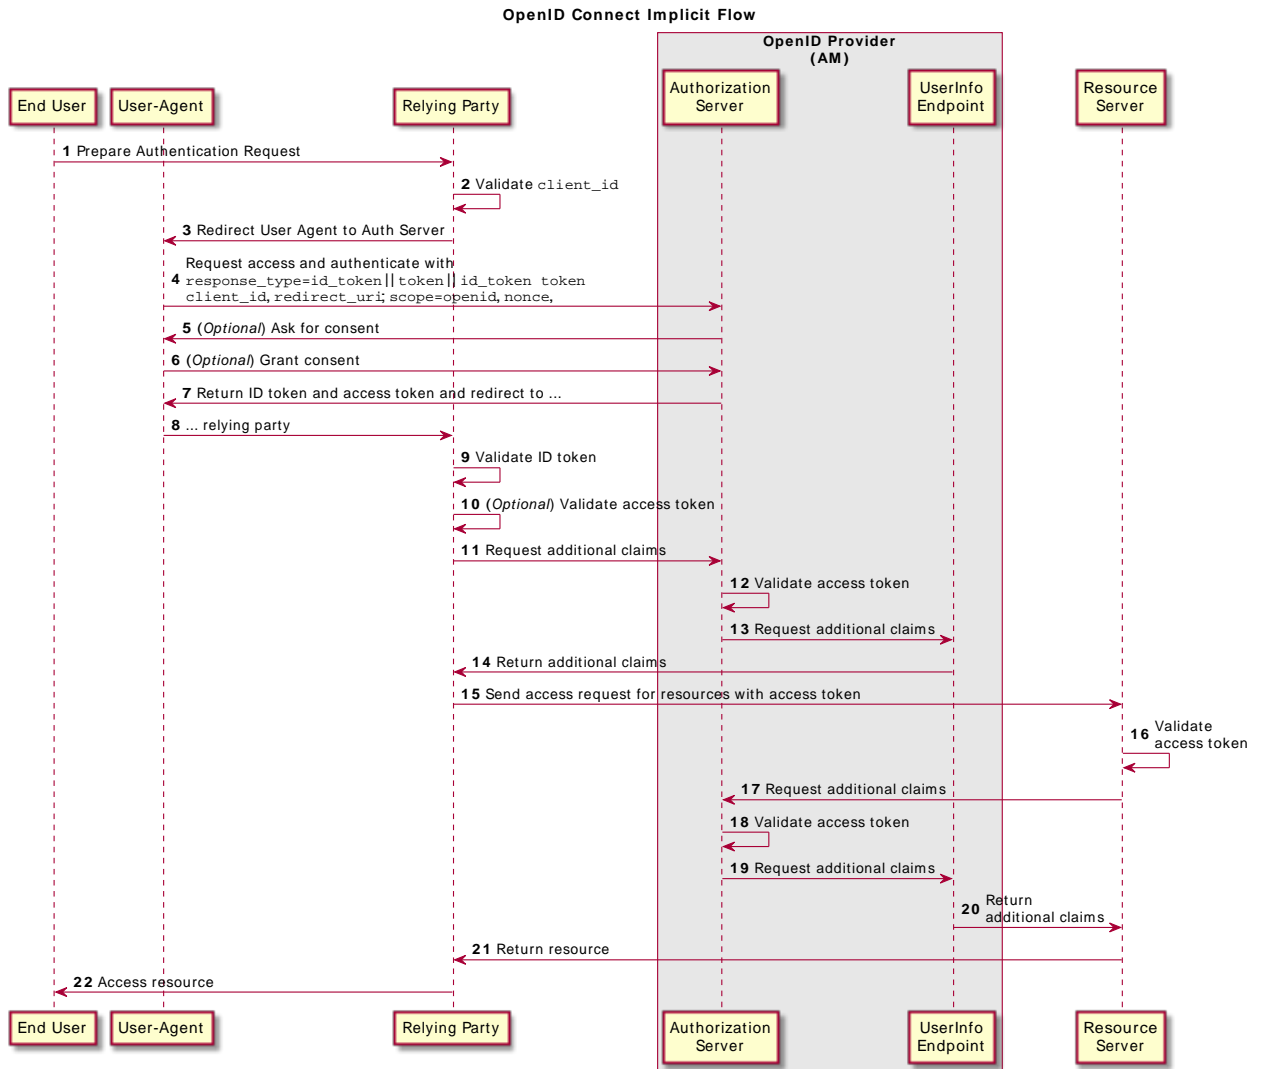 OpenID Connect Implicit Flow
OpenID Provider
(AM)
End User
User-Agent
Relying Party
Authorization
Server
UserInfo
Endpoint
Resource
Server
1 Prepare Authentication Request
2 Validate client_id
3 Redirect User Agent to Auth Server
Request access and authenticate with
4 response_type=id_token || token || id_token token
client_id, redirect_uri; scope=openid, nonce,
5 (Optional) Ask for consent
6 (Optional) Grant consent
7 Return ID token and access token and redirect to ...
8 ... relying party
9 Validate ID token
10 (Optional) Validate access token
11 Request additional claims
12 Validate access token
13 Request additional claims
14 Return additional claims
15 Send access request for resources with access token
16 Validate
access token
17 Request additional claims
18 Validate access token
19 Request additional claims
20 Return
additional claims
21 Return resource
22 Access resource
End User
User-Agent
Relying Party
Authorization
Server
UserInfo
Endpoint
Resource
Server